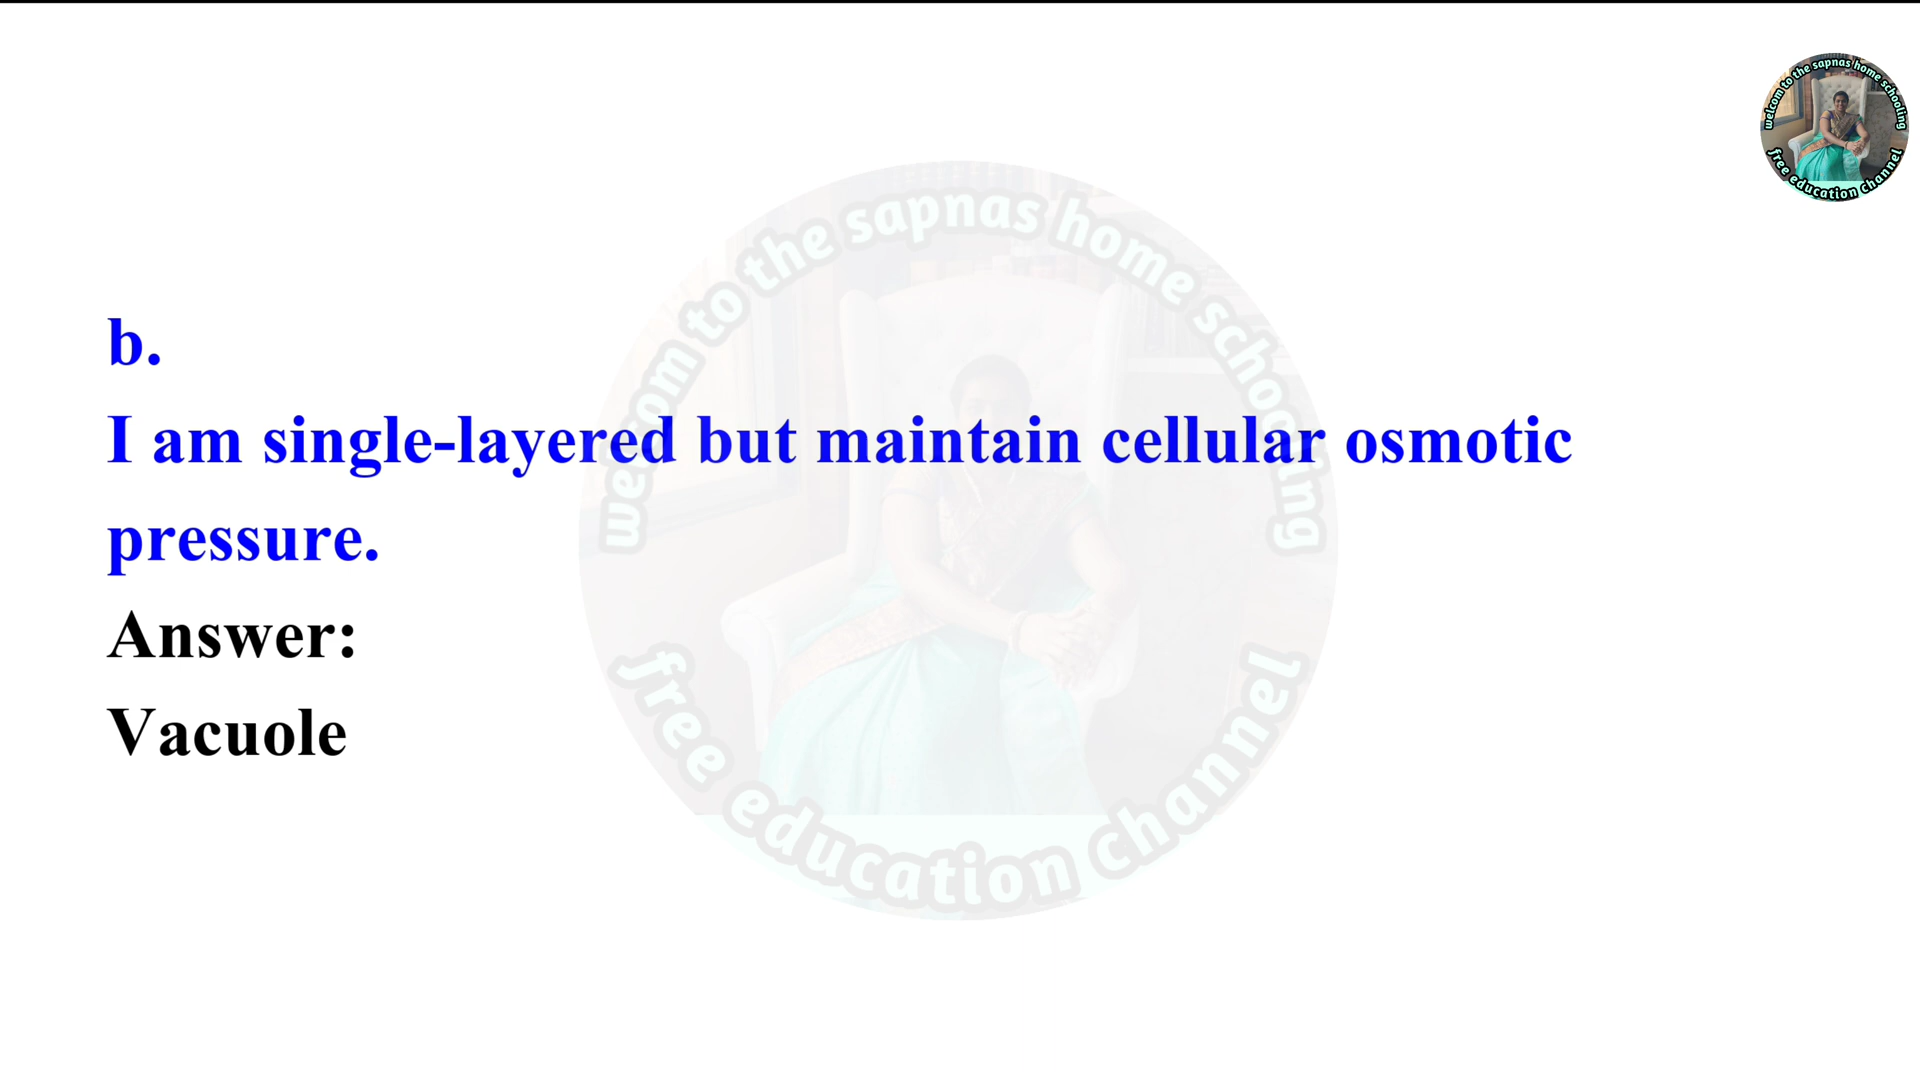 welcom to the sapnas home schooling
free education channel
b.
I am single-layered but maintain cellular osmotic
pressure.
Answer:
Vacuole
welcom to the sapnas home schooling
free education channel